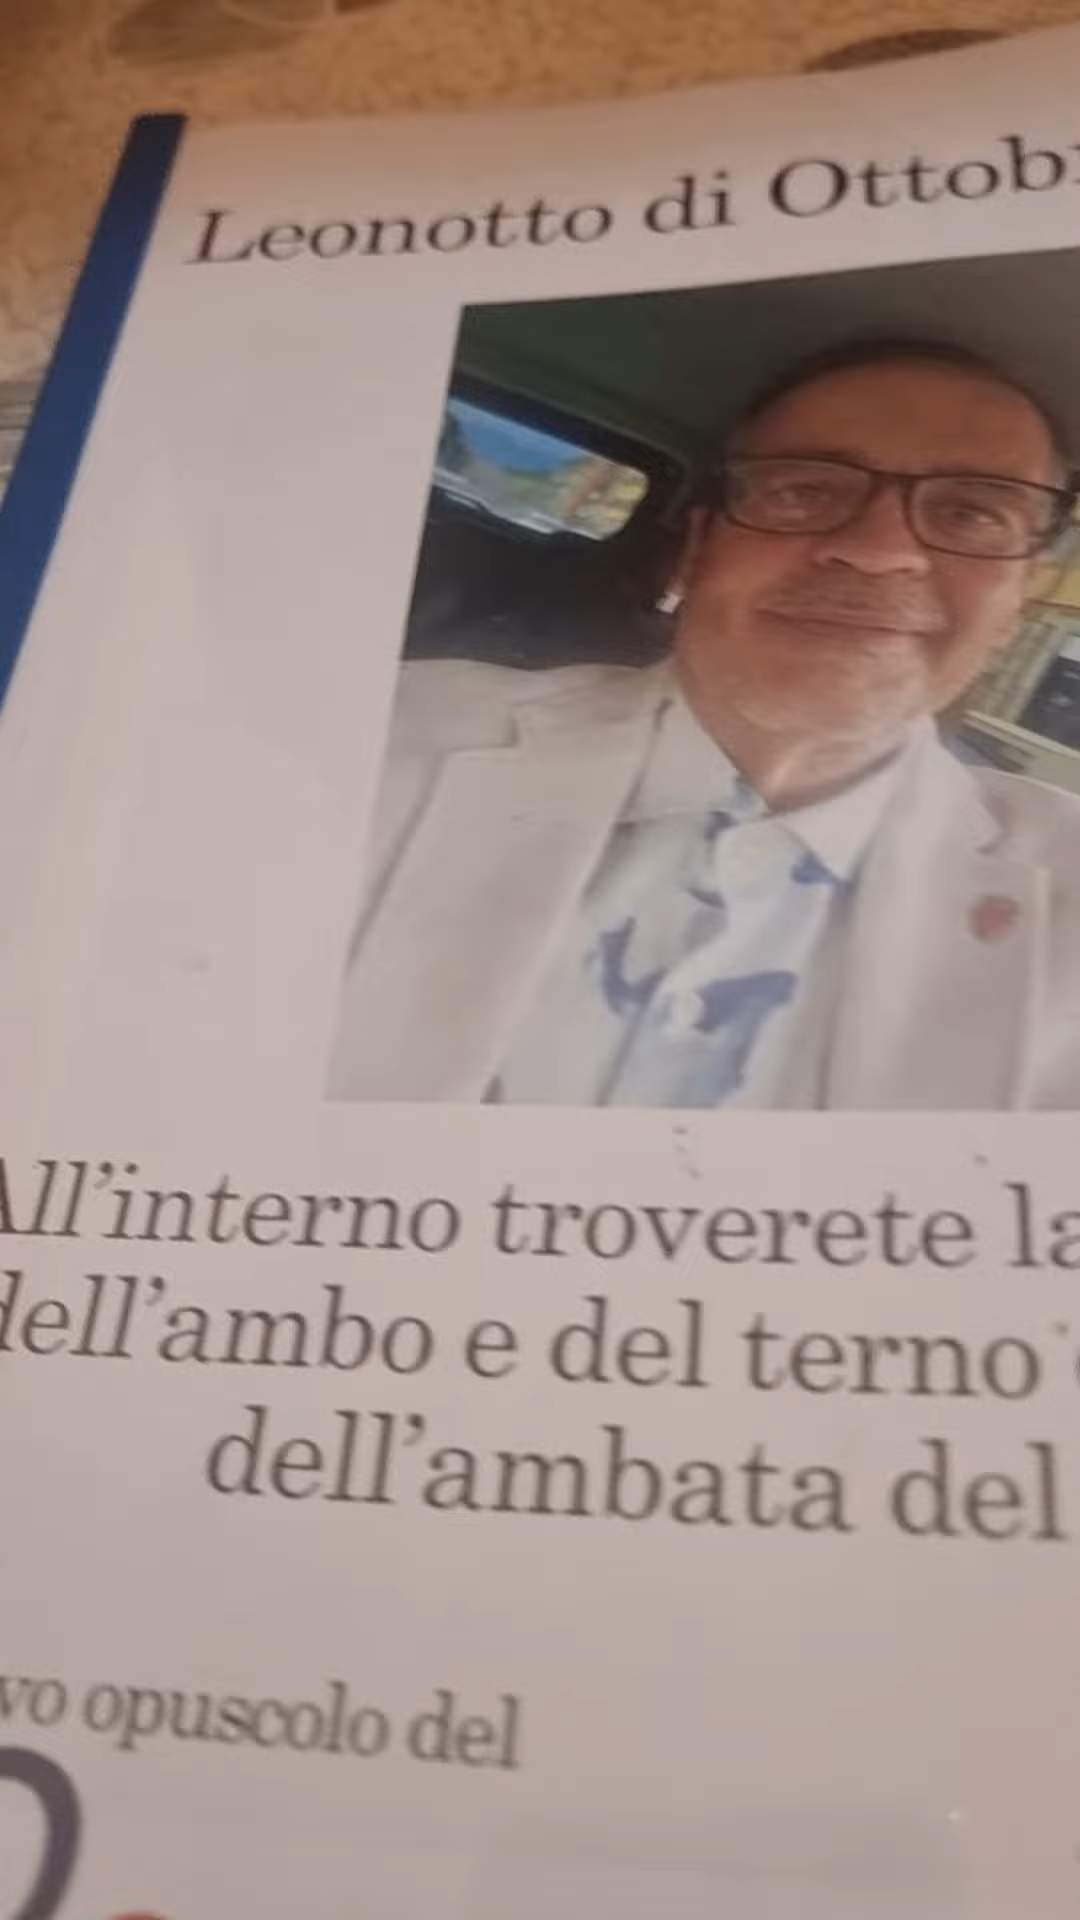 Leonotto di Ottob
All'interno troverete la
dell'ambo e del terno
dell'ambata del
vo opuscolo del